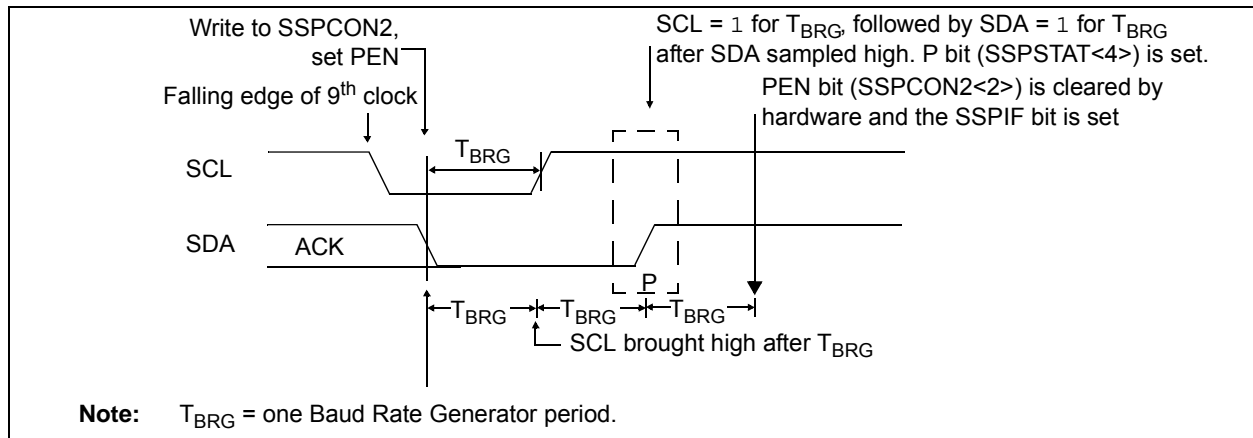 Write to SSPCON2,
set PEN
Falling edge of 9th clock
SCL = 1 for TBRG, followed by SDA = 1 for TBRG
after SDA sampled high. P bit (SSPSTAT<4>) is set.
PEN bit (SSPCON2<2>) is cleared by
hardware and the SSPIF bit is set
TBRG
SCL
SDA
ACK
P
TBRG TBRG TBRG
SCL brought high after TBRG
Note: TBRG = one Baud Rate Generator period.